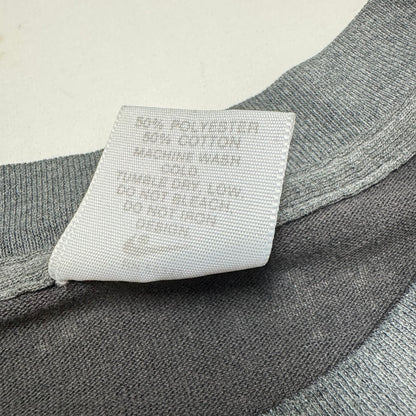 50% POLYESTER
50% COTTON
MACHINE WASH
COLD.
TUMBLE DRY, LOW.
DO NOT BLEACH.
DO NOT IRON
DESIGN.